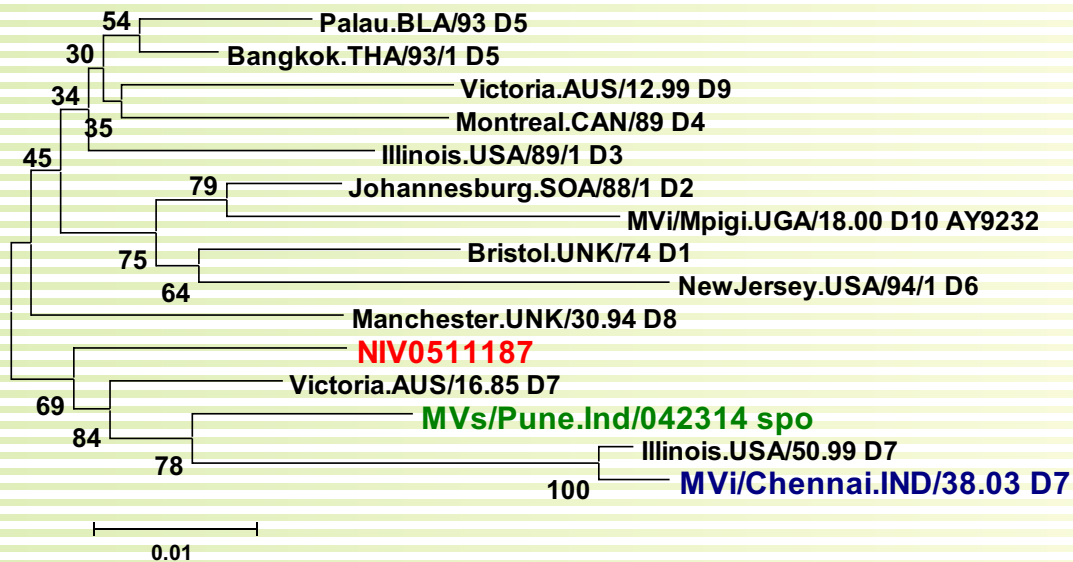 54
Palau.BLA/93 D5
30
Bangkok.THA/93/1 D5
Victoria.AUS/12.99 D9
34
35
Montreal.CAN/89 D4
45
Illinois.USA/89/1 D3
79
Johannesburg.SOA/88/1 D2
MVi/Mpigi.UGA/18.00 D10 AY9232
75
Bristol.UNK/74 D1
64
NewJersey.USA/94/1 D6
Manchester.UNK/30.94 D8
NIV0511187
69
Victoria.AUS/16.85 D7
84
MVs/Pune.Ind/042314 spo
78
Illinois.USA/50.99 D7
100
MVi/Chennai.IND/38.03 D7
0.01